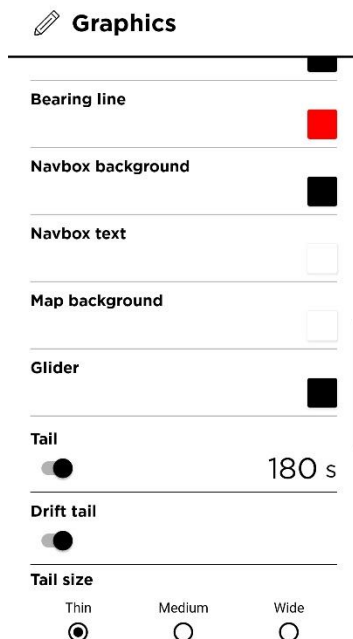 Graphics
Bearing line
Navbox background
Navbox text
Map background
Glider
Tail
180 s
Drift tail
Tail size
Thin Medium Wide